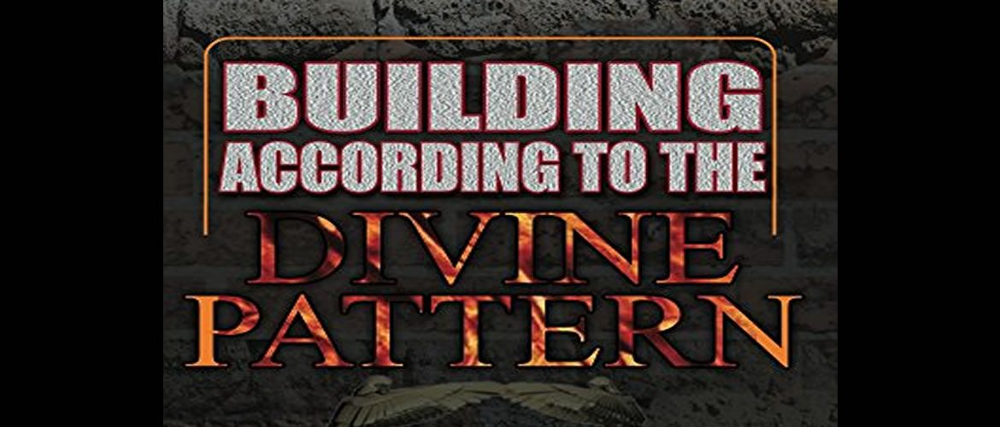 BUILDING
ACCORDING TO THE
DIVINE
PATTERN